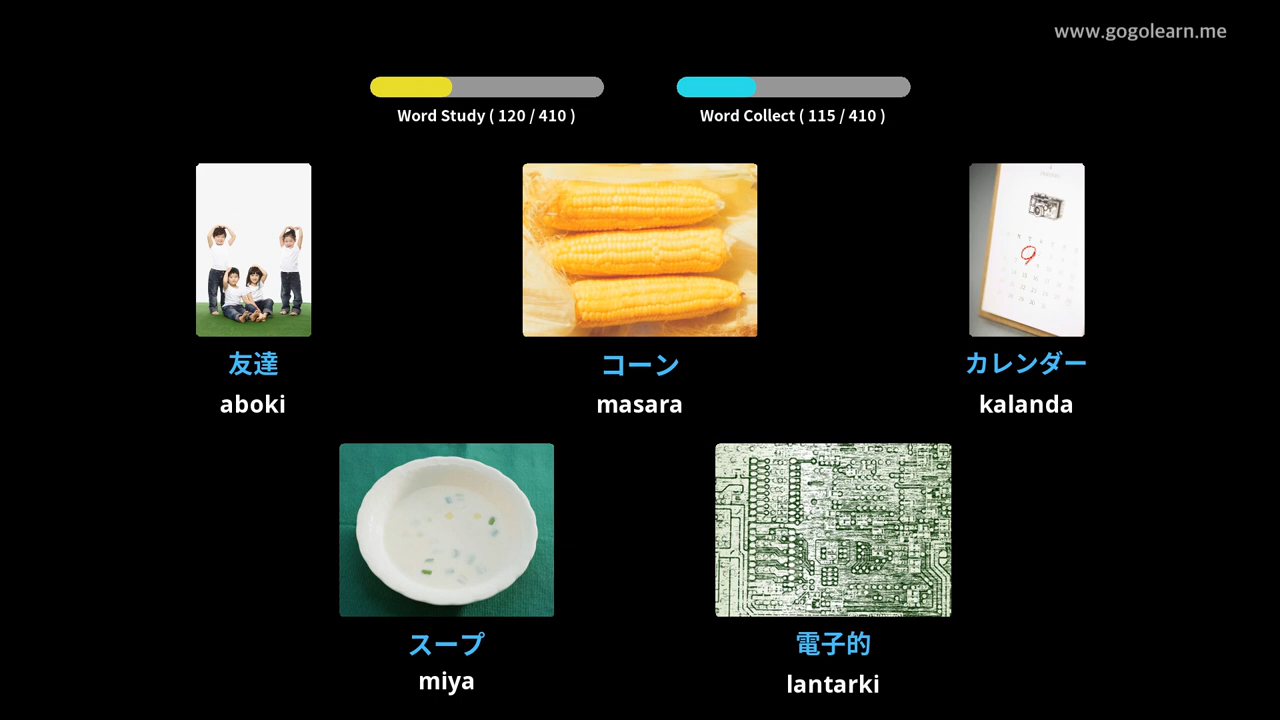 www.gogolearn.me
Word Study ( 120 / 410 )
Word Collect ( 115 / 410 )
友達
コーン
カレンダー
aboki
masara
kalanda
スープ
電子的
miya
lantarki